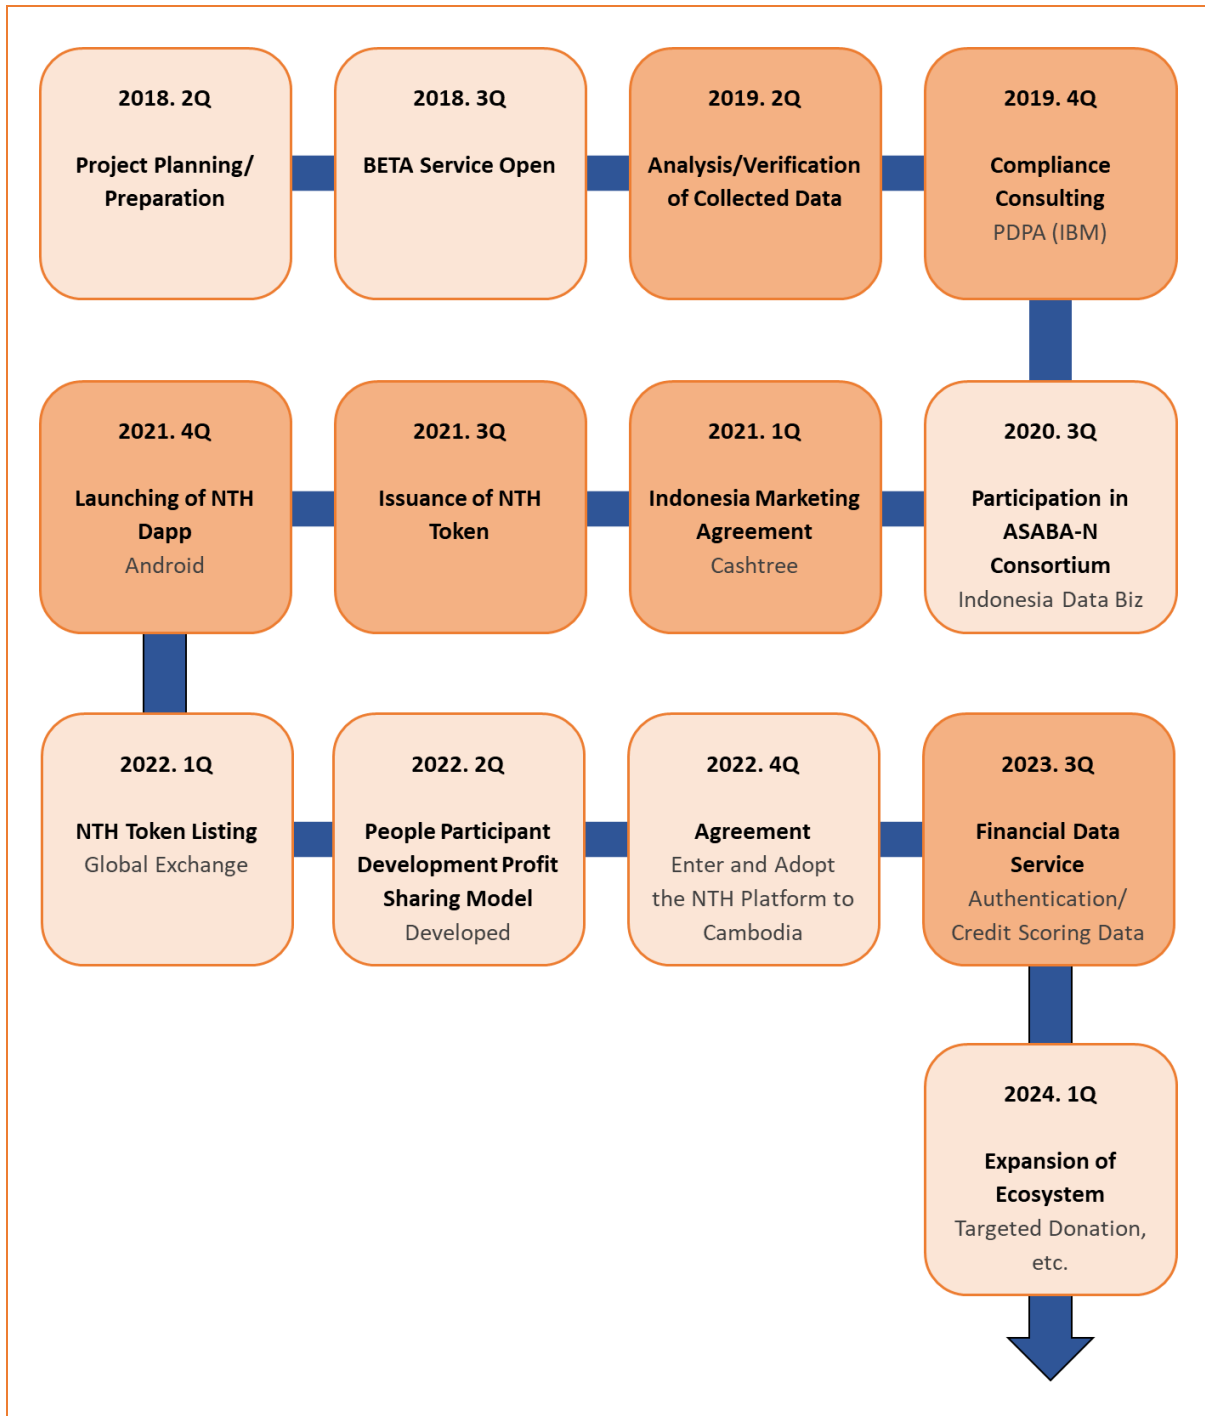 2018. 2Q
Project Planning/
Preparation
2018. 3Q
BETA Service Open
2019. 2Q
Analysis/Verification
of Collected Data
2019. 4Q
Compliance
Consulting
PDPA (IBM)
2020. 3Q
Participation in
ASABA-N
Consortium
Indonesia Data Biz
2021. 1Q
Indonesia Marketing
Agreement
Cashtree
2021. 3Q
Issuance of NTH
Token
2021. 4Q
Launching of NTH
Dapp
Android
2022. 1Q
NTH Token Listing
Global Exchange
2022. 2Q
People Participant
Development Profit
Sharing Model
Developed
2022. 4Q
Agreement
Enter and Adopt
the NTH Platform to
Cambodia
2023. 3Q
Financial Data
Service
Authentication/
Credit Scoring Data
2024. 1Q
Expansion of
Ecosystem
Targeted Donation,
etc.